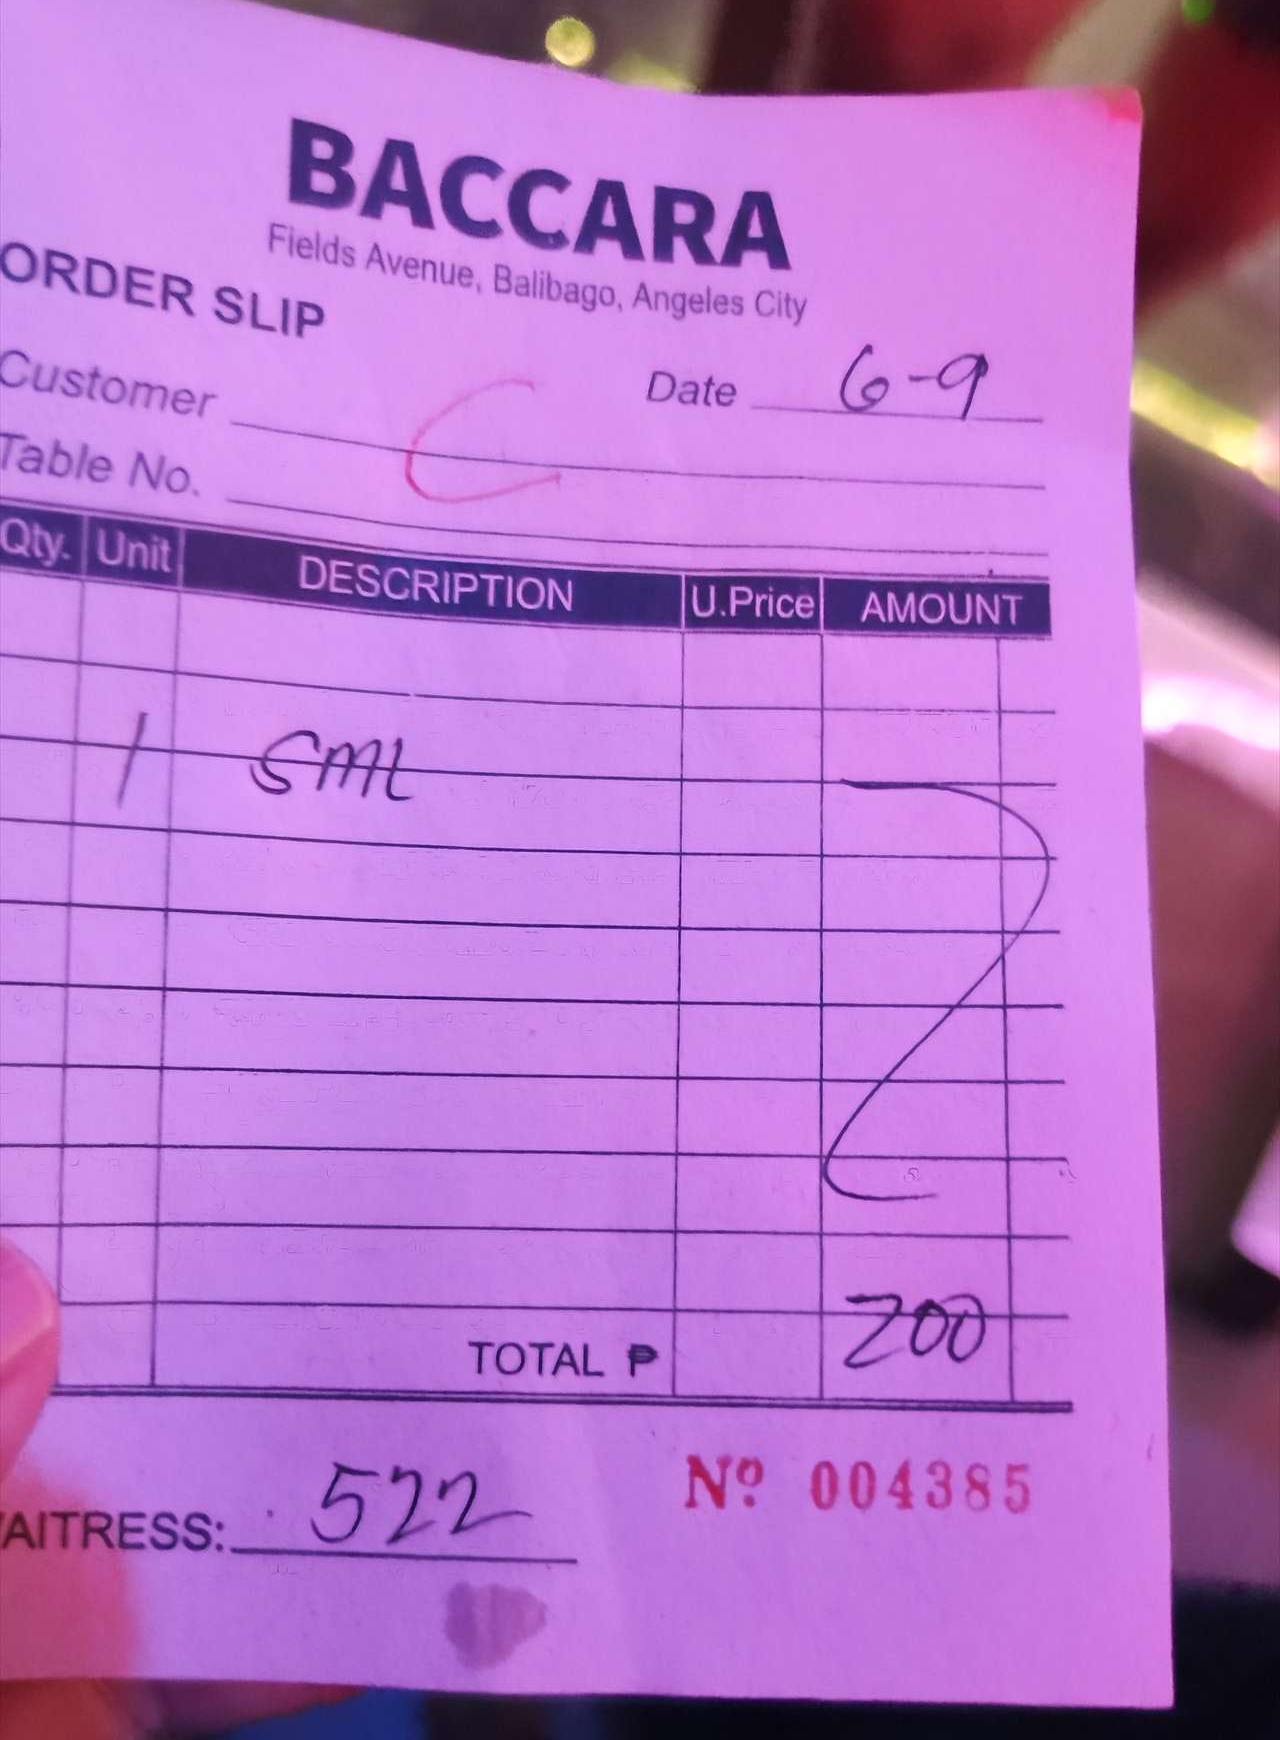 BACCARA
Fields Avenue, Balibago, Angeles City
ORDER SLIP
Customer
Date 6-9
C
Table No.
Qty. Unit DESCRIPTION U.Price AMOUNT
1 SML
TOTAL ₱ 200
AITRESS: 522
Nº 004385